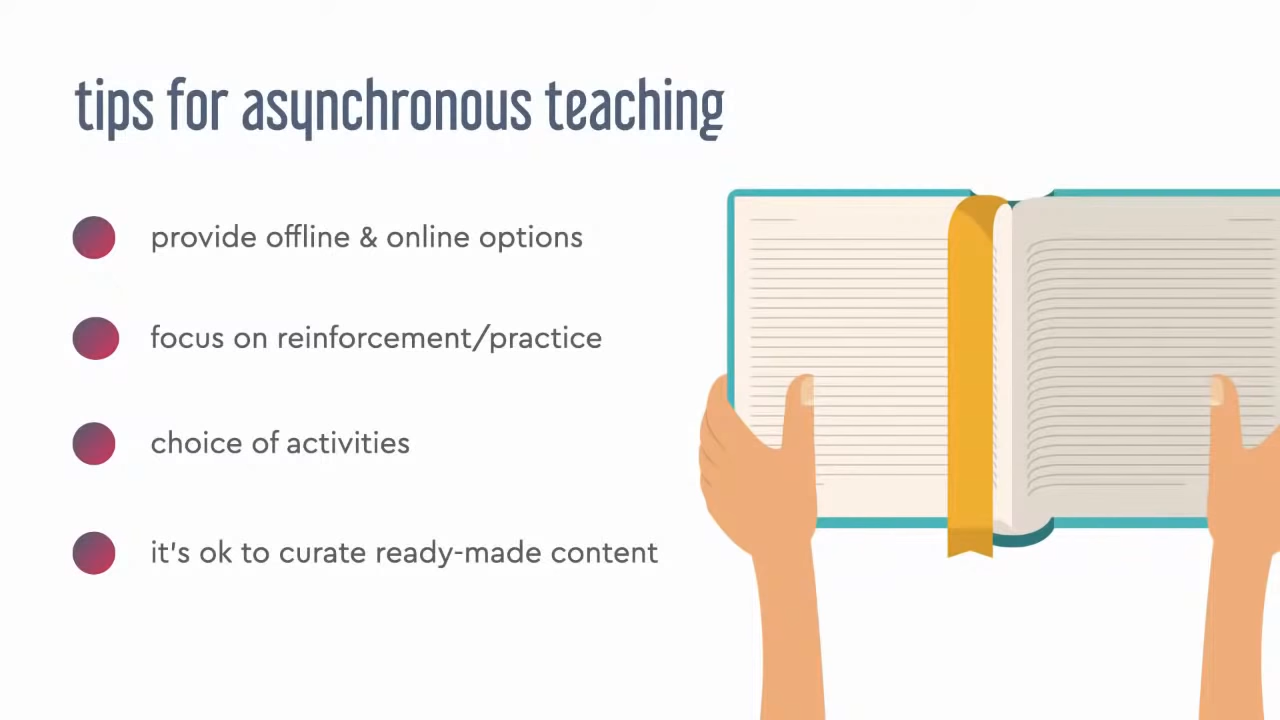 tips for asynchronous teaching
provide offline & online options
focus on reinforcement/practice
choice of activities
it's ok to curate ready-made content